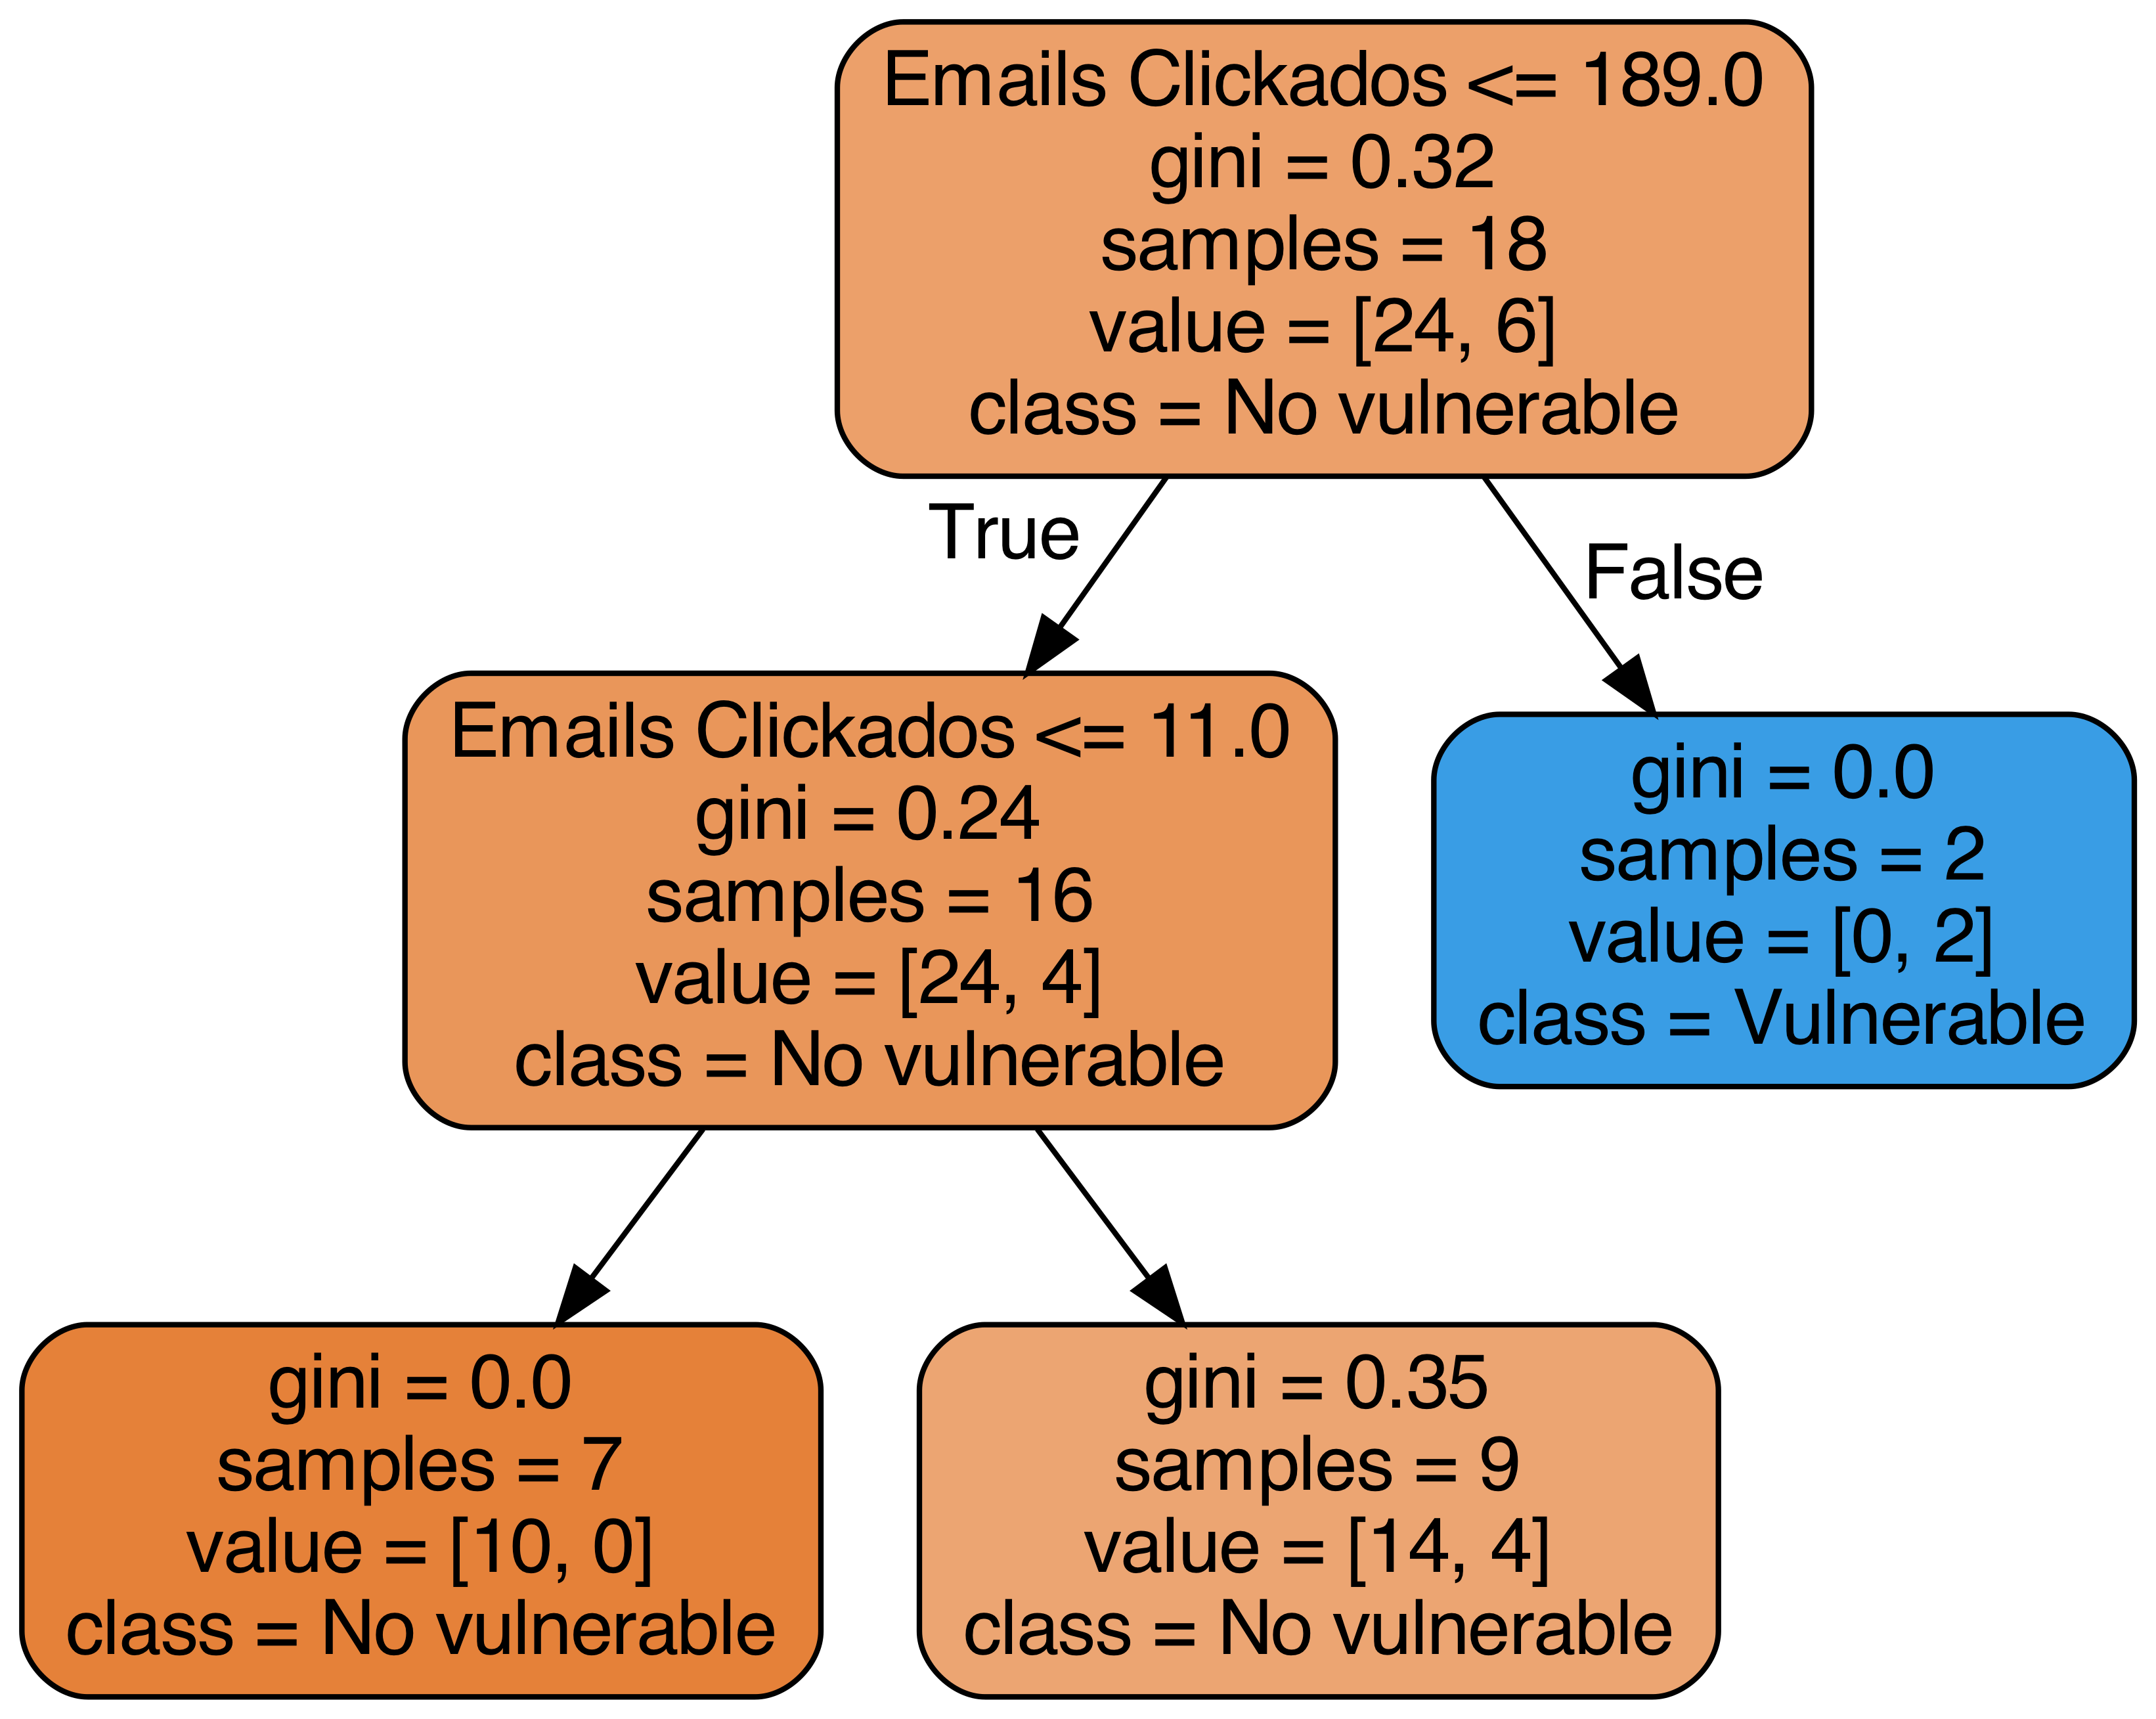 Emails Clickados <= 189.0
gini = 0.32
samples = 18
value = [24, 6]
class = No vulnerable
True
False
Emails Clickados <= 11.0
gini = 0.24
samples = 16
value = [24, 4]
class = No vulnerable
gini = 0.0
samples = 2
value = [0, 2]
class = Vulnerable
gini = 0.0
samples = 7
value = [10, 0]
class = No vulnerable
gini = 0.35
samples = 9
value = [14, 4]
class = No vulnerable